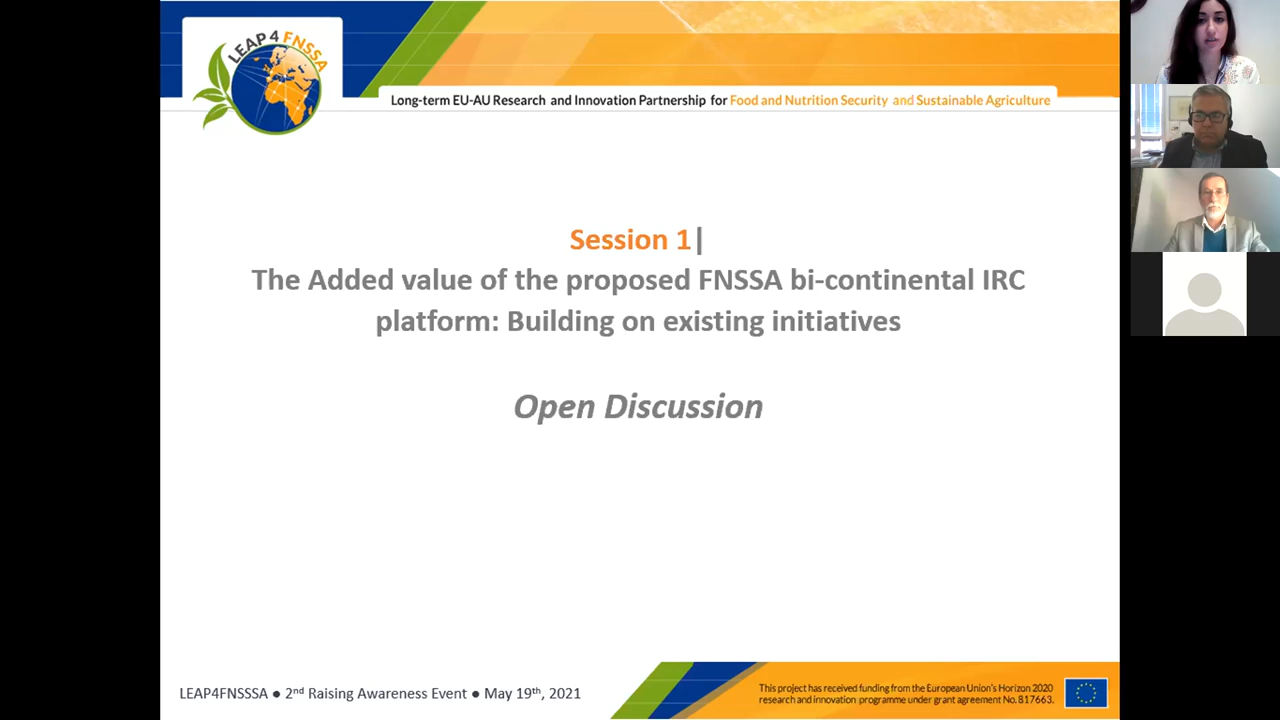 LEAP 4 FNSSA
Long-term EU-AU Research and Innovation Partnership for Food and Nutrition Security and Sustainable Agriculture
Session 1|
The Added value of the proposed FNSSA bi-continental IRC
platform: Building on existing initiatives
Open Discussion
LEAP4FNSSSA ● 2nd Raising Awareness Event ● May 19th, 2021
This project has received funding from the European Union's Horizon 2020
research and innovation programme under grant agreement No. 817663.